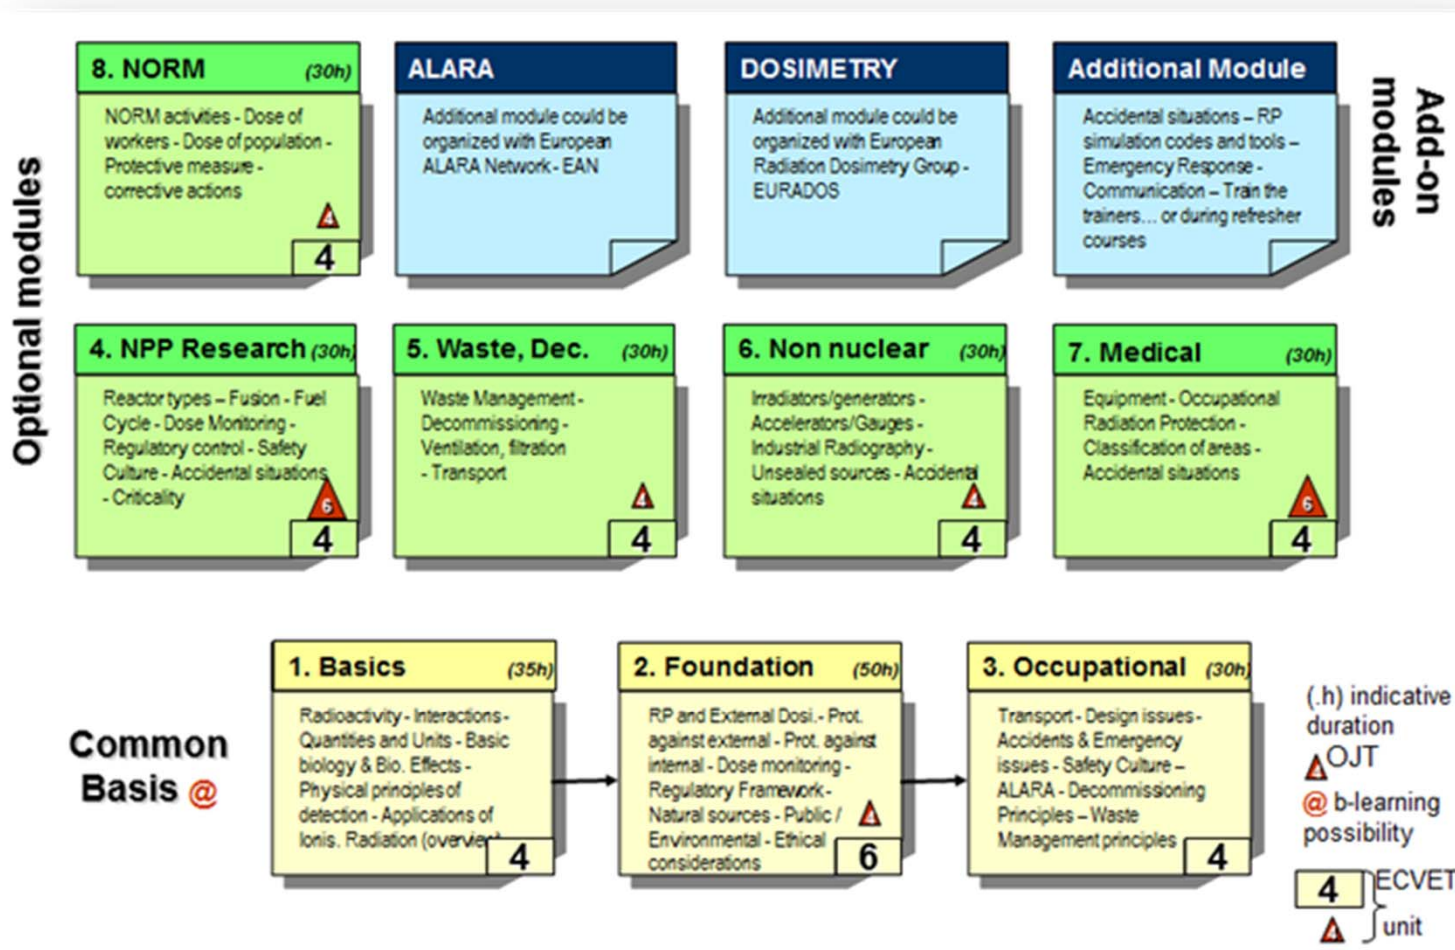 Optional modules
8. NORM (30h)
NORM activities - Dose of
workers - Dose of population -
Protective measure -
corrective actions
4
4
ALARA
Additional module could be
organized with European
ALARA Network - EAN
DOSIMETRY
Additional module could be
organized with European
Radiation Dosimetry Group -
EURADOS
Additional Module
Accidental situations – RP
simulation codes and tools –
Emergency Response -
Communication – Train the
trainers... or during refresher
courses
Add-on
modules
4. NPP Research (30h)
Reactor types – Fusion - Fuel
Cycle - Dose Monitoring -
Regulatory control - Safety
Culture - Accidental situations
- Criticality
6
4
5. Waste, Dec. (30h)
Waste Management -
Decommissioning -
Ventilation, filtration
- Transport
4
4
6. Non nuclear (30h)
Irradiators/generators -
Accelerators/Gauges -
Industrial Radiography -
Unsealed sources - Accidental
situations
4
4
7. Medical (30h)
Equipment - Occupational
Radiation Protection -
Classification of areas -
Accidental situations
6
4
Common
Basis @
1. Basics (35h)
Radioactivity - Interactions -
Quantities and Units - Basic
biology & Bio. Effects -
Physical principles of
detection - Applications of
Ionis. Radiation (overview
4
2. Foundation (50h)
RP and External Dosi.- Prot.
against external - Prot. against
internal - Dose monitoring -
Regulatory Framework -
Natural sources - Public /
Environmental - Ethical
considerations
4
6
3. Occupational (30h)
Transport - Design issues -
Accidents & Emergency
issues - Safety Culture –
ALARA - Decommissioning
Principles – Waste
Management principles
4
(.h) indicative
duration
4 OJT
@ b-learning
possibility
4 ECVET
4 unit